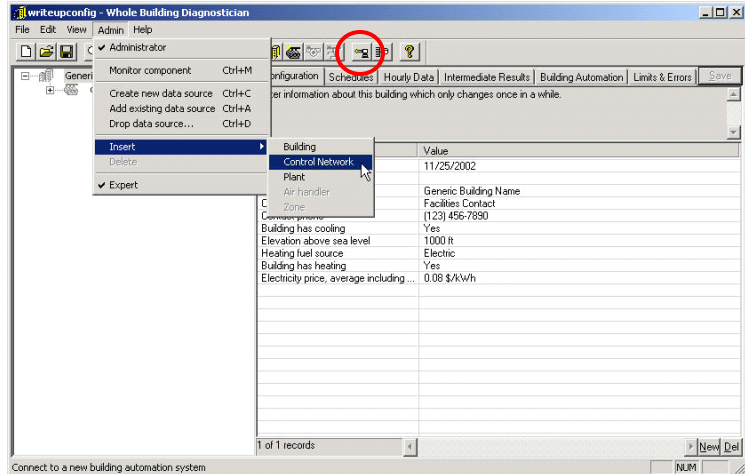 writeupconfig - Whole Building Diagnostician
File Edit View Admin Help
Administrator
Monitor component Ctrl+M
Create new data source Ctrl+C
Add existing data source Ctrl+A
Drop data source... Ctrl+D
Insert
Delete
Expert
Building
Control Network
Plant
Air handler
Zone
Generi
onfiguration Schedules Hourly Data Intermediate Results Building Automation Limits & Errors Save
ter information about this building which only changes once in a while.
Value
11/25/2002
Generic Building Name
Facilities Contact
Contact phone (123) 456-7890
Building has cooling Yes
Elevation above sea level 1000 ft
Heating fuel source Electric
Building has heating Yes
Electricity price, average including ... 0.08 $/kWh
1 of 1 records New Del
Connect to a new building automation system NUM